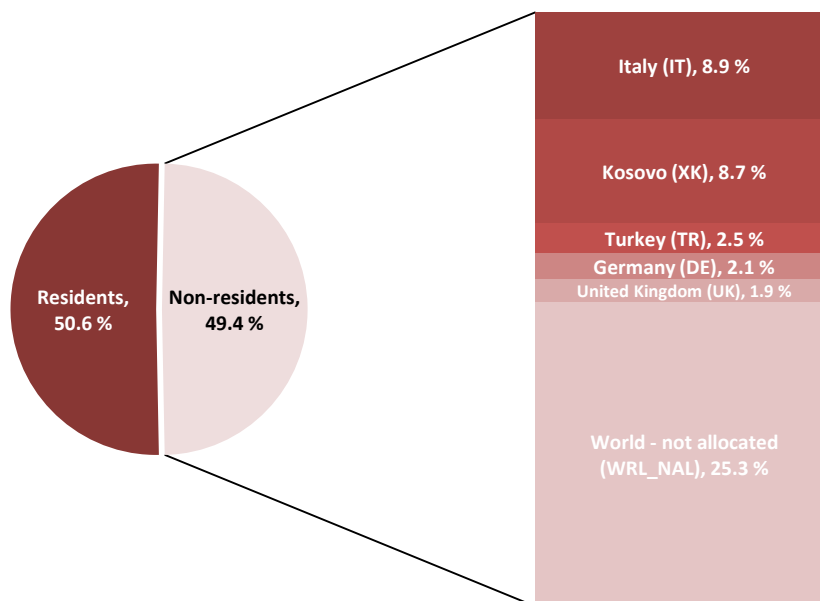 Residents,
50.6 %
Non-residents,
49.4 %
Italy (IT), 8.9 %
Kosovo (XK), 8.7 %
Turkey (TR), 2.5 %
Germany (DE), 2.1 %
United Kingdom (UK), 1.9 %
World - not allocated
(WRL_NAL), 25.3 %